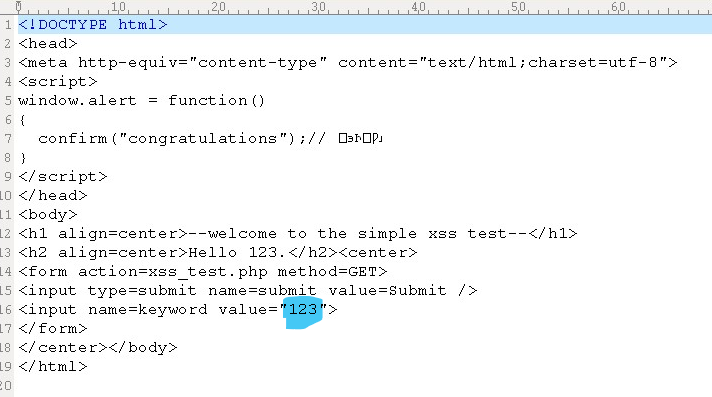 0 10 20 30 40 50 60
1 <!DOCTYPE html>
2 <head>
3 <meta http-equiv="content-type" content="text/html;charset=utf-8">
4 <script>
5 window.alert = function()
6 {
7 confirm("congratulations");//
8 }
9 </script>
10 </head>
11 <body>
12 <h1 align=center>--welcome to the simple xss test--</h1>
13 <h2 align=center>Hello 123.</h2><center>
14 <form action=xss_test.php method=GET>
15 <input type=submit name=submit value=Submit />
16 <input name=keyword value="123">
17 </form>
18 </center></body>
19 </html>
20